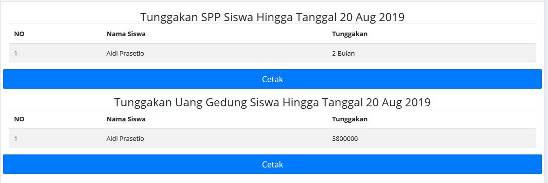 Tunggakan SPP Siswa Hingga Tanggal 20 Aug 2019
NO Nama Siswa Tunggakan
1 Aldi Prasetio 2 Bulan
Cetak
Tunggakan Uang Gedung Siswa Hingga Tanggal 20 Aug 2019
NO Nama Siswa Tunggakan
1 Aldi Prasetio 5800000
Cetak